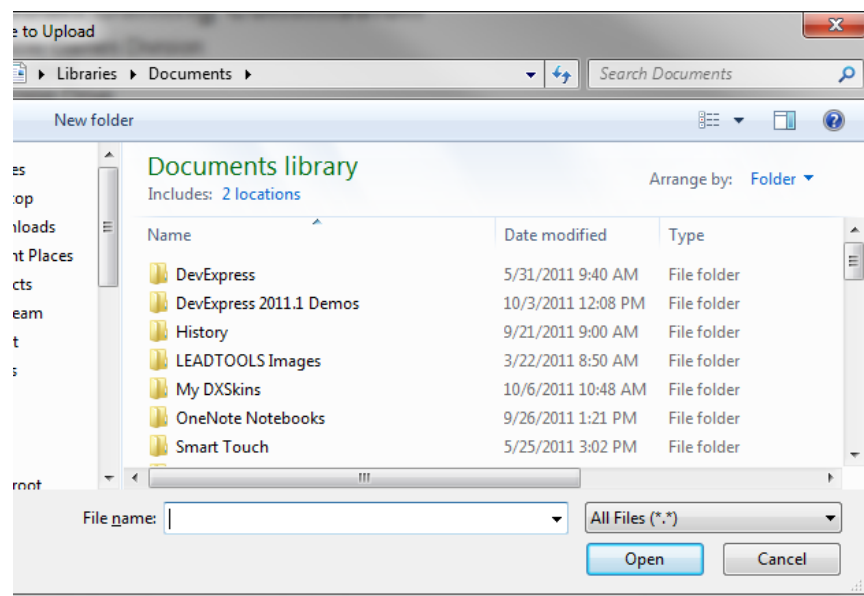 e to Upload
Libraries Documents
Search Documents
New folder
es
top
nloads
nt Places
cts
eam
t
s
root
Documents library
Includes: 2 locations
Arrange by: Folder
Name Date modified Type
DevExpress 5/31/2011 9:40 AM File folder
DevExpress 2011.1 Demos 10/3/2011 12:08 PM File folder
History 9/21/2011 9:00 AM File folder
LEADTOOLS Images 3/22/2011 8:50 AM File folder
My DXSkins 10/6/2011 10:48 AM File folder
OneNote Notebooks 9/26/2011 1:21 PM File folder
Smart Touch 5/25/2011 3:02 PM File folder
File name:
All Files (*.*)
Open Cancel